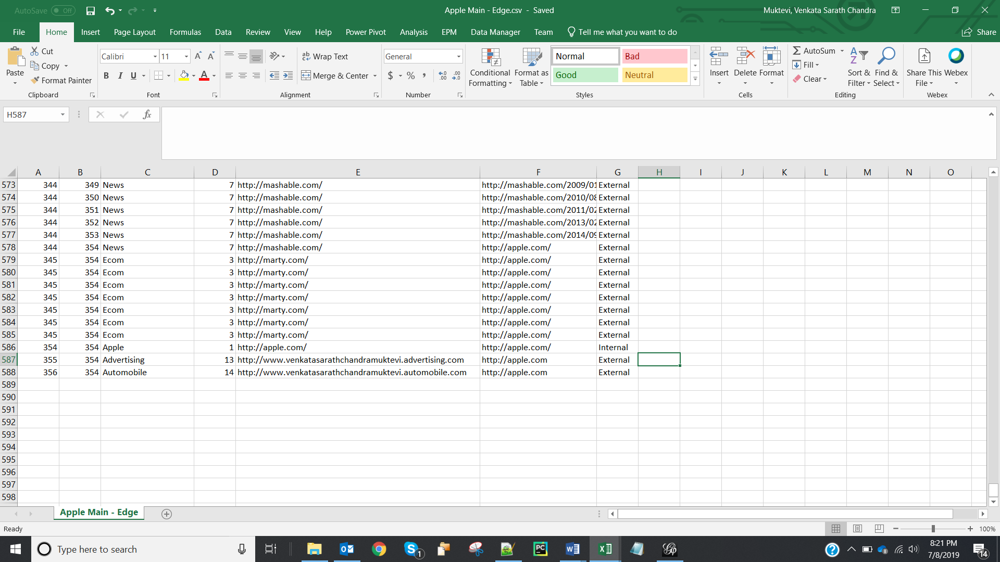 AutoSave Off
Apple Main - Edge.csv - Saved
Muktevi, Venkata Sarath Chandra
File Home Insert Page Layout Formulas Data Review View Help Power Pivot Analysis EPM Data Manager Team Tell me what you want to do Share
Paste
Cut
Copy
Format Painter
Clipboard
Calibri 11
B I U
Font
Wrap Text
Merge & Center
Alignment
General
$ % ,
Number
Conditional Formatting
Format as Table
Normal Bad
Good Neutral
Styles
Insert Delete Format
Cells
AutoSum
Fill
Clear
Sort & Filter
Find & Select
Editing
Share This File
Webex
Webex
H587 fx
A B C D E F G H I J K L M N O
573 344 349 News 7 http://mashable.com/ http://mashable.com/2009/01 External
574 344 350 News 7 http://mashable.com/ http://mashable.com/2010/08 External
575 344 351 News 7 http://mashable.com/ http://mashable.com/2011/02 External
576 344 352 News 7 http://mashable.com/ http://mashable.com/2013/02 External
577 344 353 News 7 http://mashable.com/ http://mashable.com/2014/09 External
578 344 354 News 7 http://mashable.com/ http://apple.com/ External
579 345 354 Ecom 3 http://marty.com/ http://apple.com/ External
580 345 354 Ecom 3 http://marty.com/ http://apple.com/ External
581 345 354 Ecom 3 http://marty.com/ http://apple.com/ External
582 345 354 Ecom 3 http://marty.com/ http://apple.com/ External
583 345 354 Ecom 3 http://marty.com/ http://apple.com/ External
584 345 354 Ecom 3 http://marty.com/ http://apple.com/ External
585 345 354 Ecom 3 http://marty.com/ http://apple.com/ External
586 354 354 Apple 1 http://apple.com/ http://apple.com/ Internal
587 355 354 Advertising 13 http://www.venkatasarathchandramuktevi.advertising.com http://apple.com External
588 356 354 Automobile 14 http://www.venkatasarathchandramuktevi.automobile.com http://apple.com External
589
590
591
592
593
594
595
596
597
598
Apple Main - Edge
Ready
100%
Type here to search
8:21 PM
7/8/2019
14